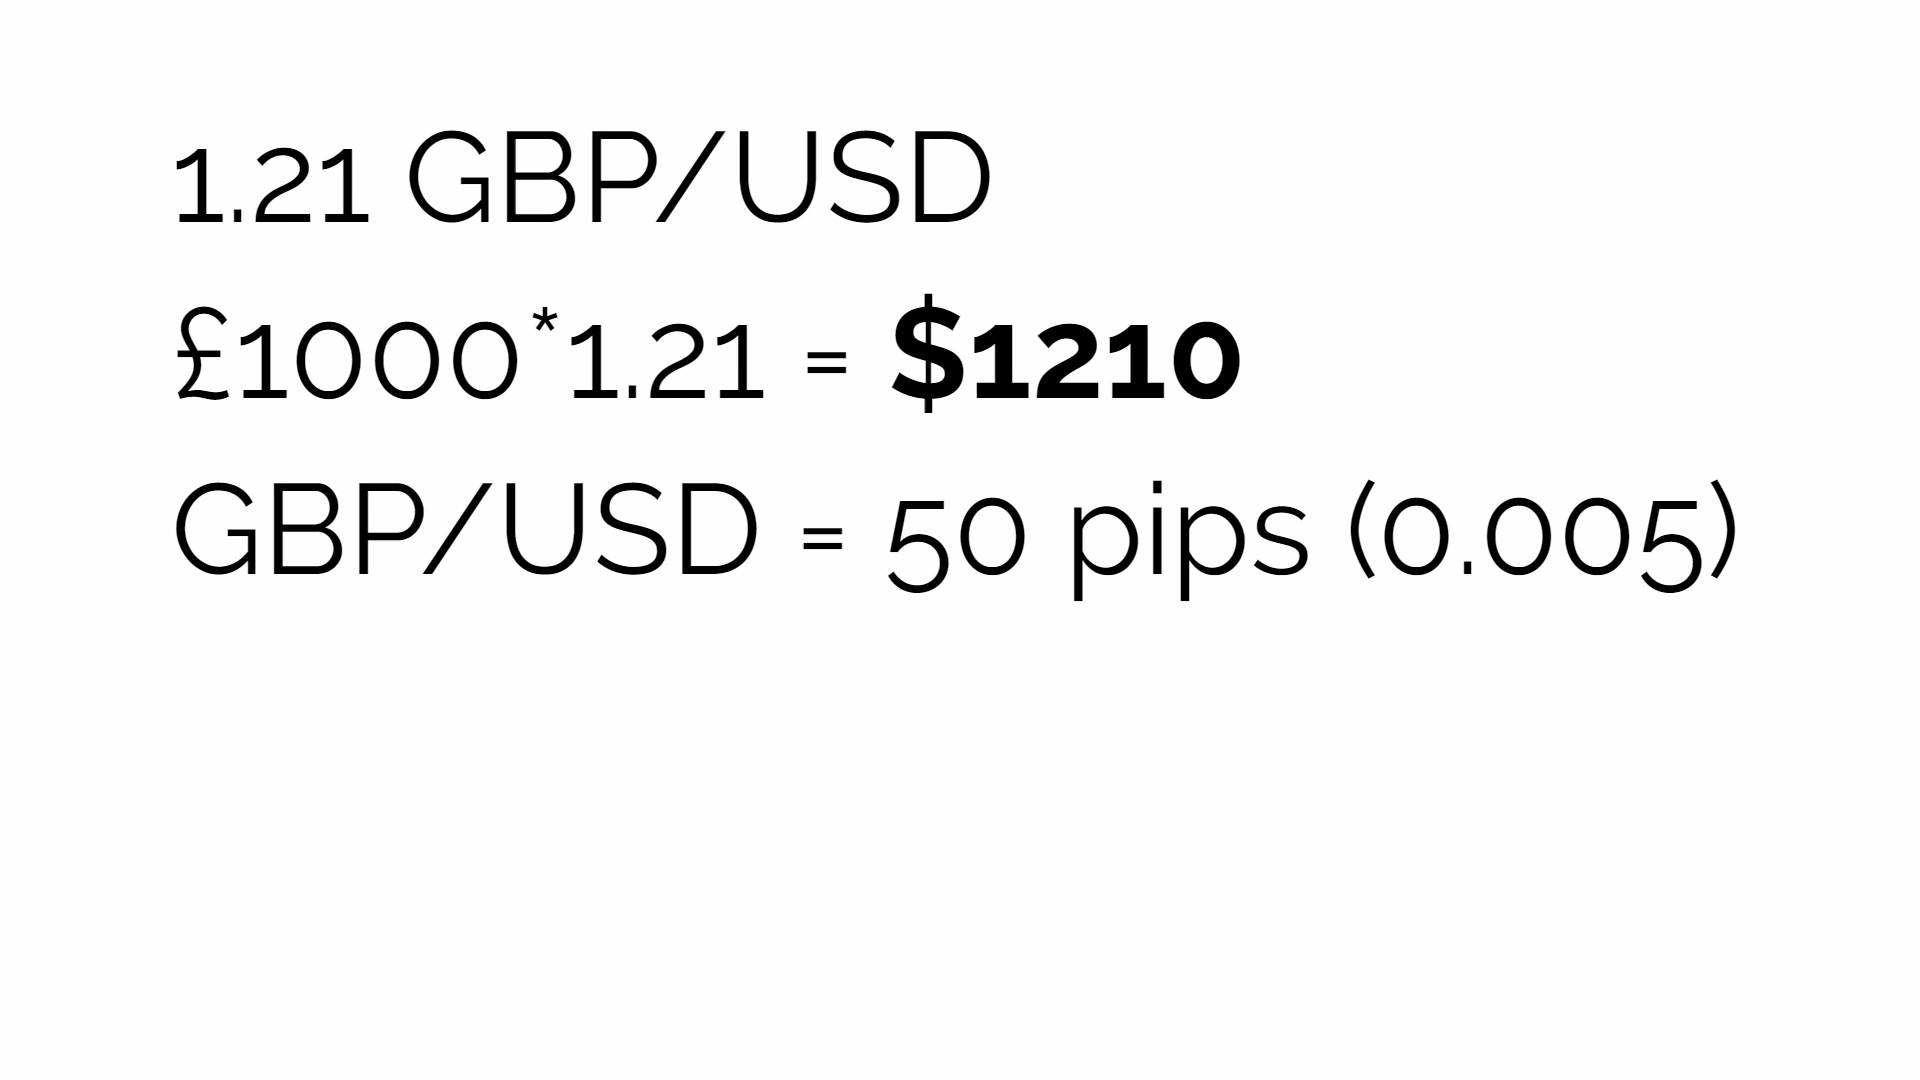 1.21 GBP/USD
£1000*1.21 = $1210
GBP/USD = 50 pips (0.005)